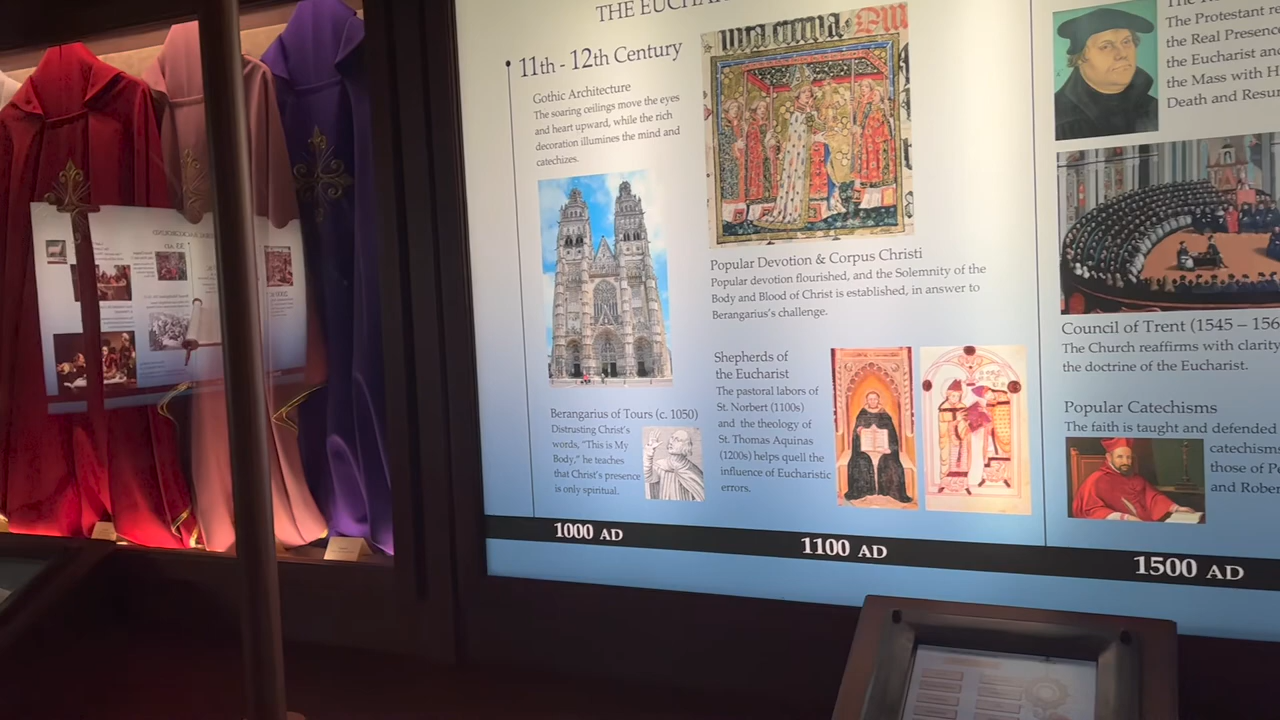 THE EUCHAR
11th - 12th Century
Gothic Architecture
The soaring ceilings move the eyes
and heart upward, while the rich
decoration illumines the mind and
catechizes.
Berangarius of Tours (c. 1050)
Distrusting Christ's
words, "This is My
Body," he teaches
that Christ's presence
is only spiritual.
Popular Devotion & Corpus Christi
Popular devotion flourished, and the Solemnity of the
Body and Blood of Christ is established, in answer to
Berangarius's challenge.
Shepherds of
the Eucharist
The pastoral labors of
St. Norbert (1100s)
and the theology of
St. Thomas Aquinas
(1200s) helps quell the
influence of Eucharistic
errors.
The Protestant re
the Real Presenc
the Eucharist an
the Mass with H
Death and Resur
Council of Trent (1545 – 156
The Church reaffirms with clarity
the doctrine of the Eucharist.
Popular Catechisms
The faith is taught and defended
catechism
those of Pe
and Rober
1000 AD
1100 AD
1500 AD